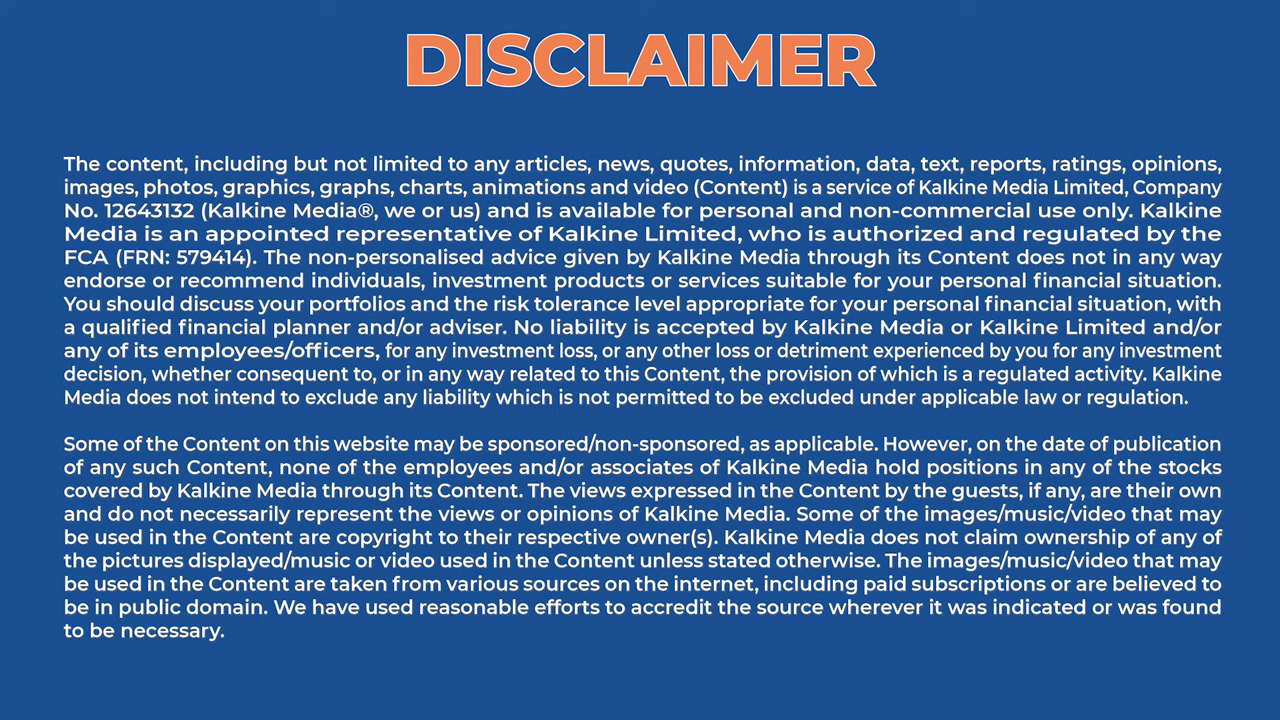 DISCLAIMER
The content, including but not limited to any articles, news, quotes, information, data, text, reports, ratings, opinions,
images, photos, graphics, graphs, charts, animations and video (Content) is a service of Kalkine Media Limited, Company
No. 12643132 (Kalkine Media®, we or us) and is available for personal and non-commercial use only. Kalkine
Media is an appointed representative of Kalkine Limited, who is authorized and regulated by the
FCA (FRN: 579414). The non-personalised advice given by Kalkine Media through its Content does not in any way
endorse or recommend individuals, investment products or services suitable for your personal financial situation.
You should discuss your portfolios and the risk tolerance level appropriate for your personal financial situation, with
a qualified financial planner and/or adviser. No liability is accepted by Kalkine Media or Kalkine Limited and/or
any of its employees/officers, for any investment loss, or any other loss or detriment experienced by you for any investment
decision, whether consequent to, or in any way related to this Content, the provision of which is a regulated activity. Kalkine
Media does not intend to exclude any liability which is not permitted to be excluded under applicable law or regulation.
Some of the Content on this website may be sponsored/non-sponsored, as applicable. However, on the date of publication
of any such Content, none of the employees and/or associates of Kalkine Media hold positions in any of the stocks
covered by Kalkine Media through its Content. The views expressed in the Content by the guests, if any, are their own
and do not necessarily represent the views or opinions of Kalkine Media. Some of the images/music/video that may
be used in the Content are copyright to their respective owner(s). Kalkine Media does not claim ownership of any of
the pictures displayed/music or video used in the Content unless stated otherwise. The images/music/video that may
be used in the Content are taken from various sources on the internet, including paid subscriptions or are believed to
be in public domain. We have used reasonable efforts to accredit the source wherever it was indicated or was found
to be necessary.